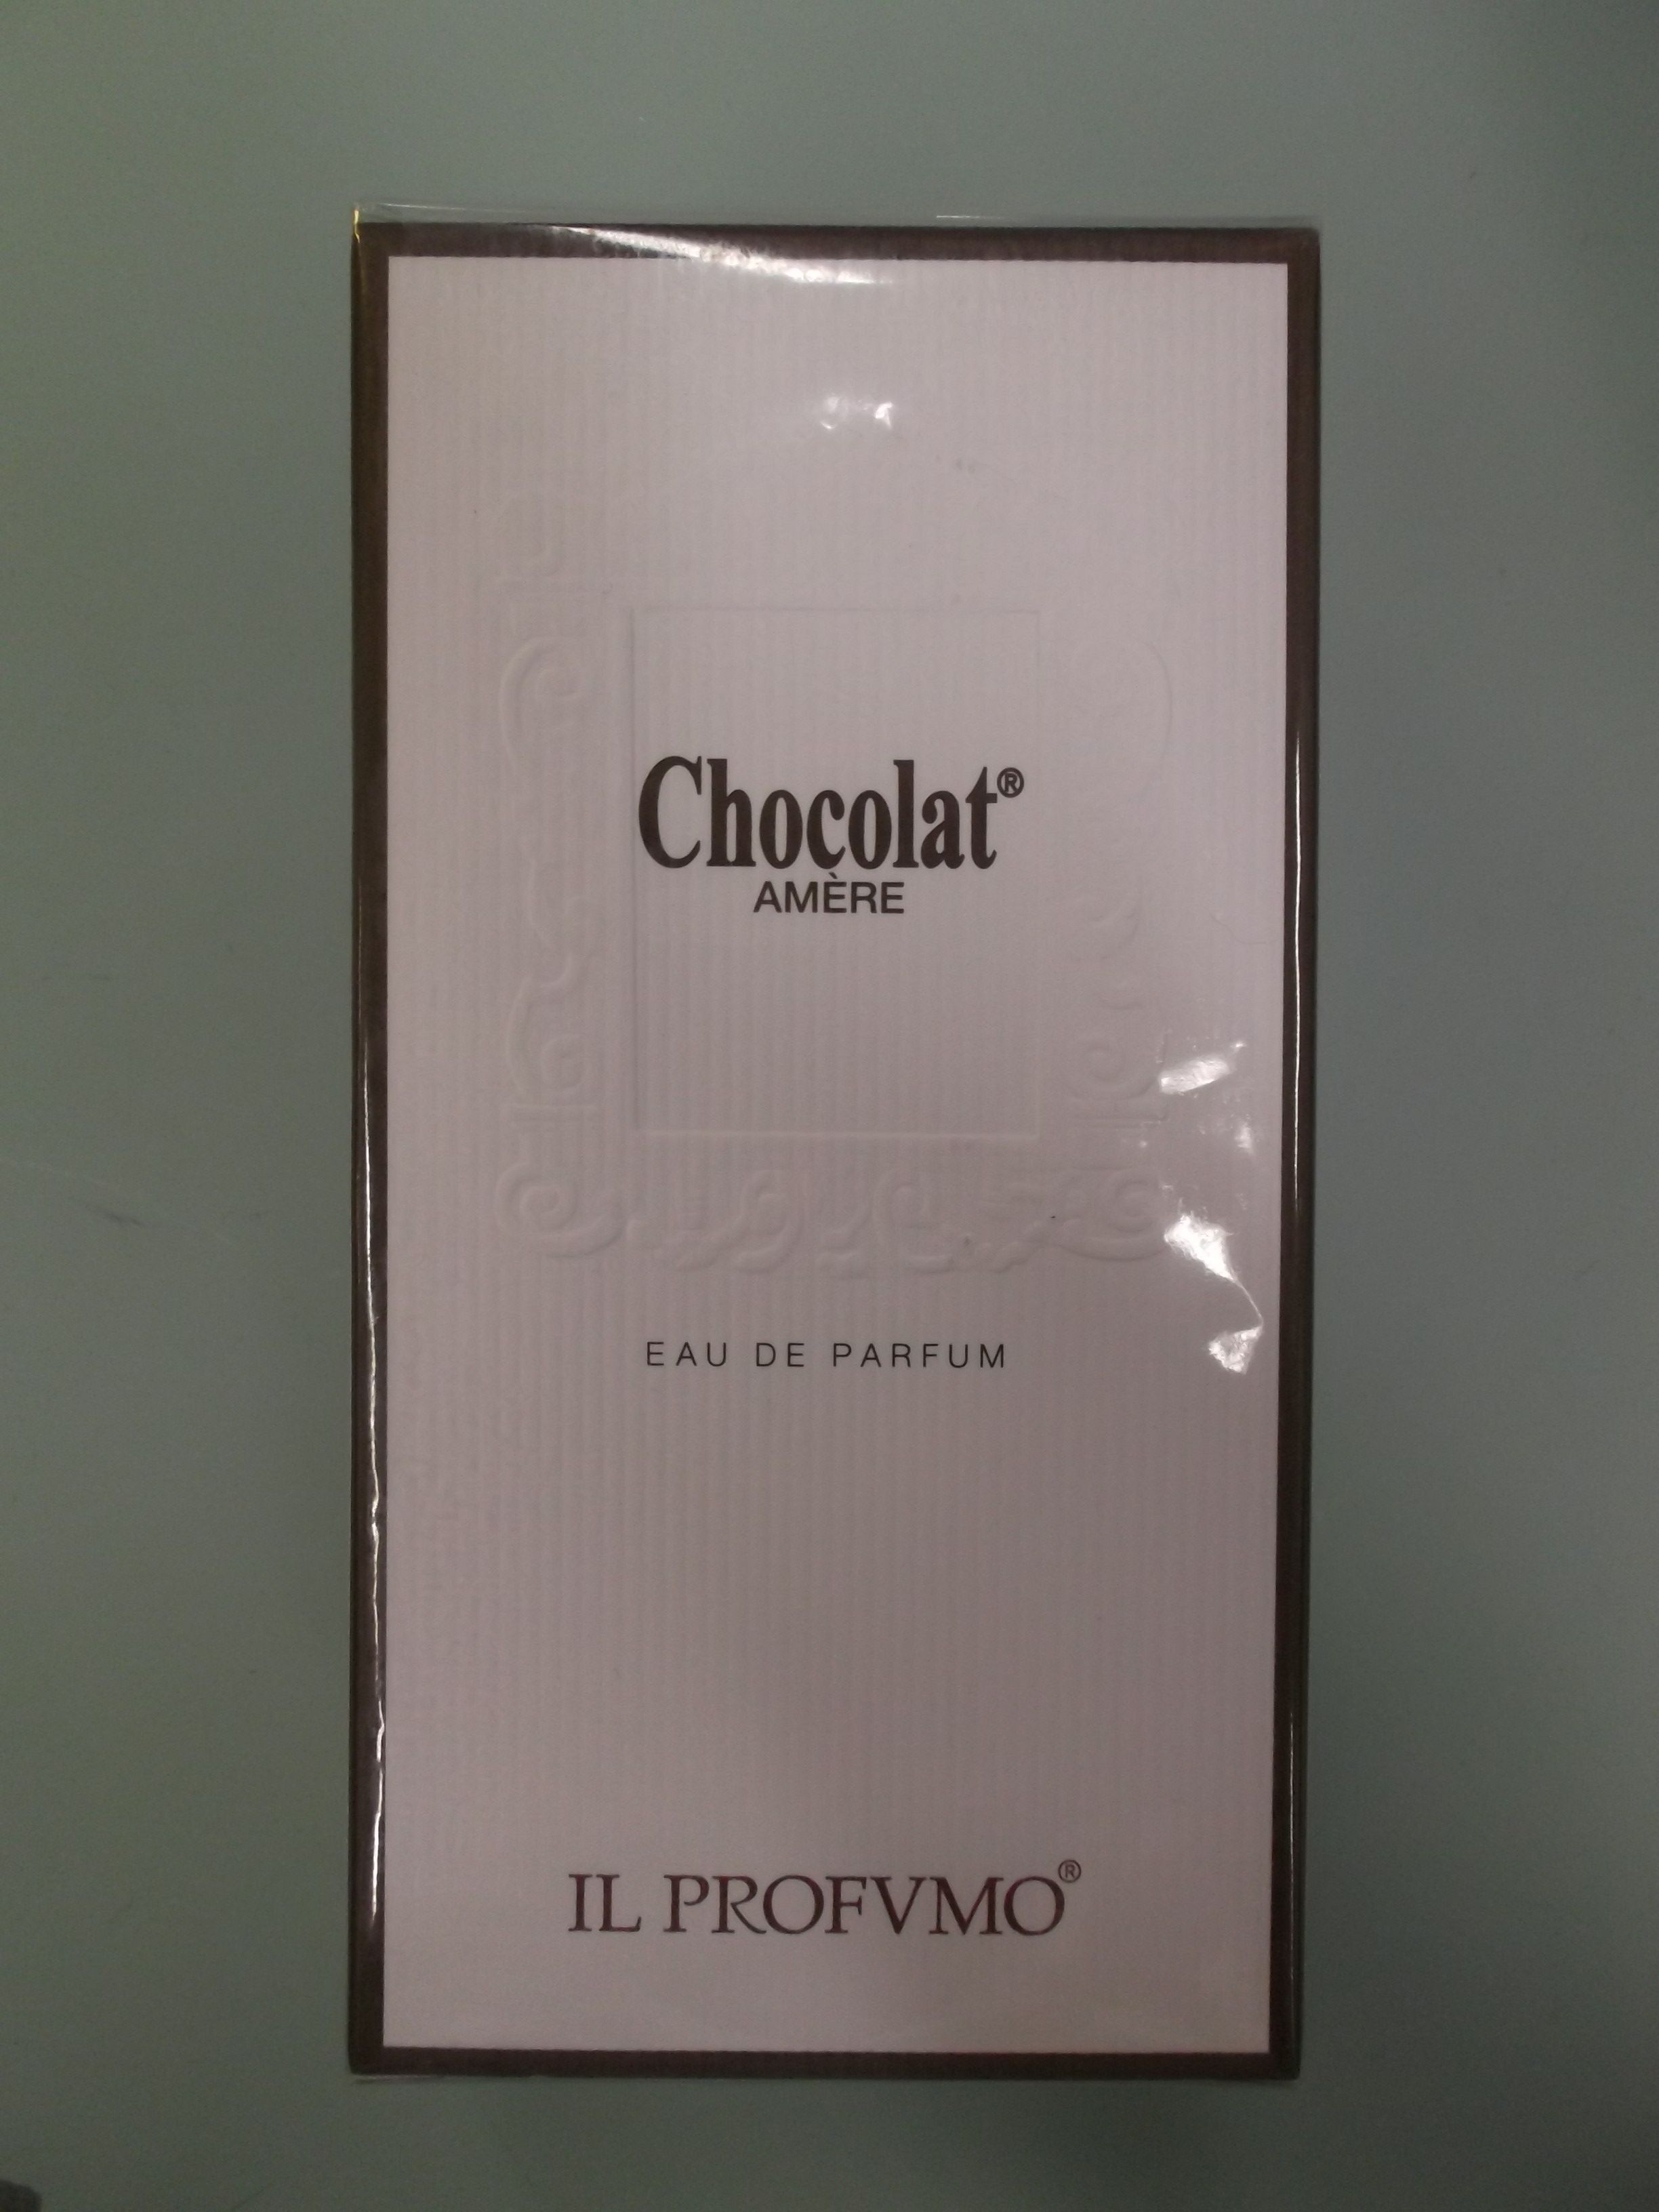 Chocolat®
AMÈRE
EAU DE PARFUM
IL PROFVMO®